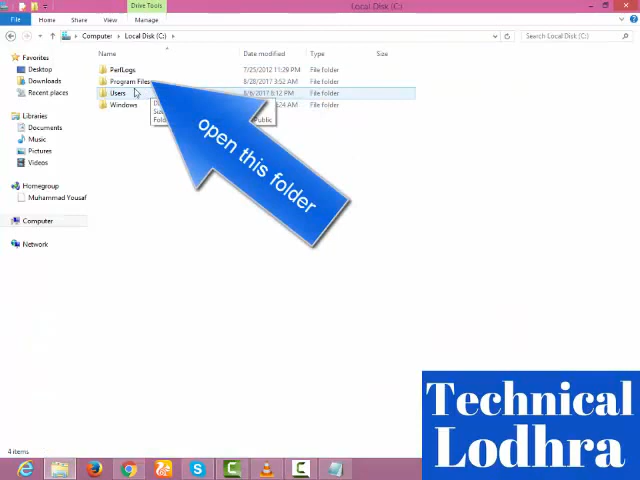 Drive Tools
Local Disk (C:)
File Home Share View Manage
Computer Local Disk (C:)
Search Local Disk (C:)
Name Date modified Type Size
Favorites
Desktop
Downloads
Recent places
Libraries
Documents
Music
Pictures
Videos
Homegroup
Muhammad Yousaf
Computer
Network
PerfLogs 7/25/2012 11:29 PM File folder
Program Files 8/28/2017 3:52 AM File folder
Users 8/6/2017 8:12 PM File folder
Windows AM File folder
Public
open this folder
4 items
Technical
Lodhra